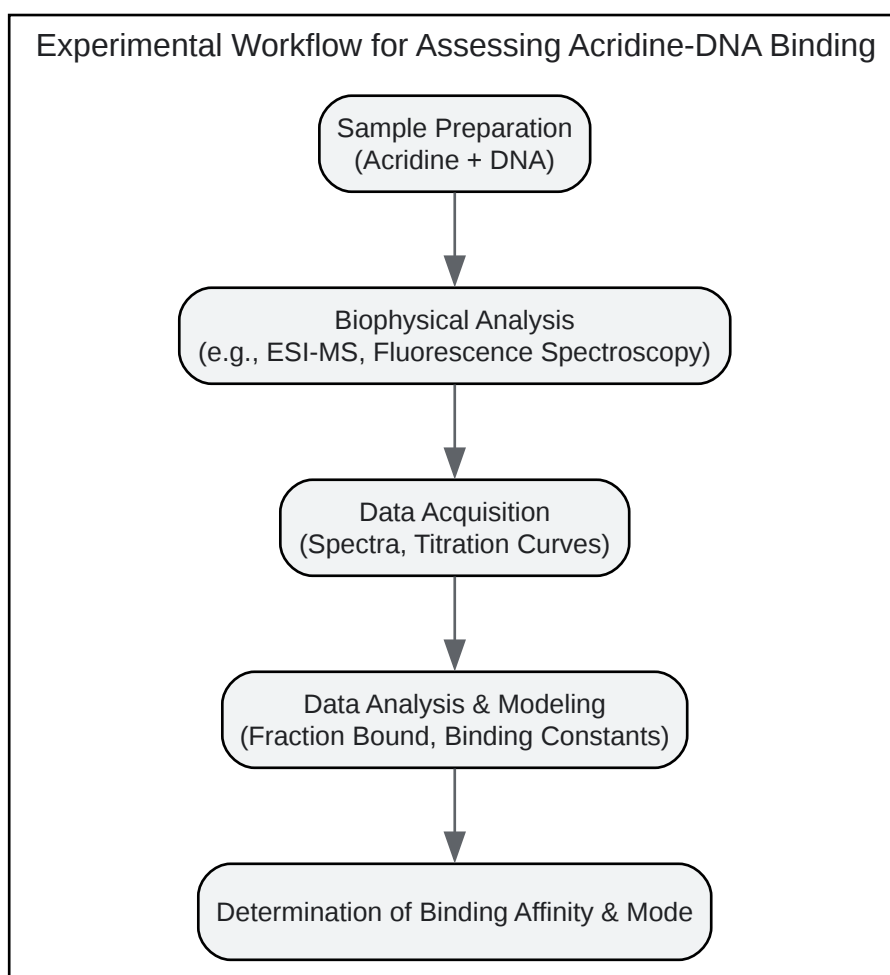 Experimental Workflow for Assessing Acridine-DNA Binding
Sample Preparation
(Acridine + DNA)
Biophysical Analysis
(e.g., ESI-MS, Fluorescence Spectroscopy)
Data Acquisition
(Spectra, Titration Curves)
Data Analysis & Modeling
(Fraction Bound, Binding Constants)
Determination of Binding Affinity & Mode